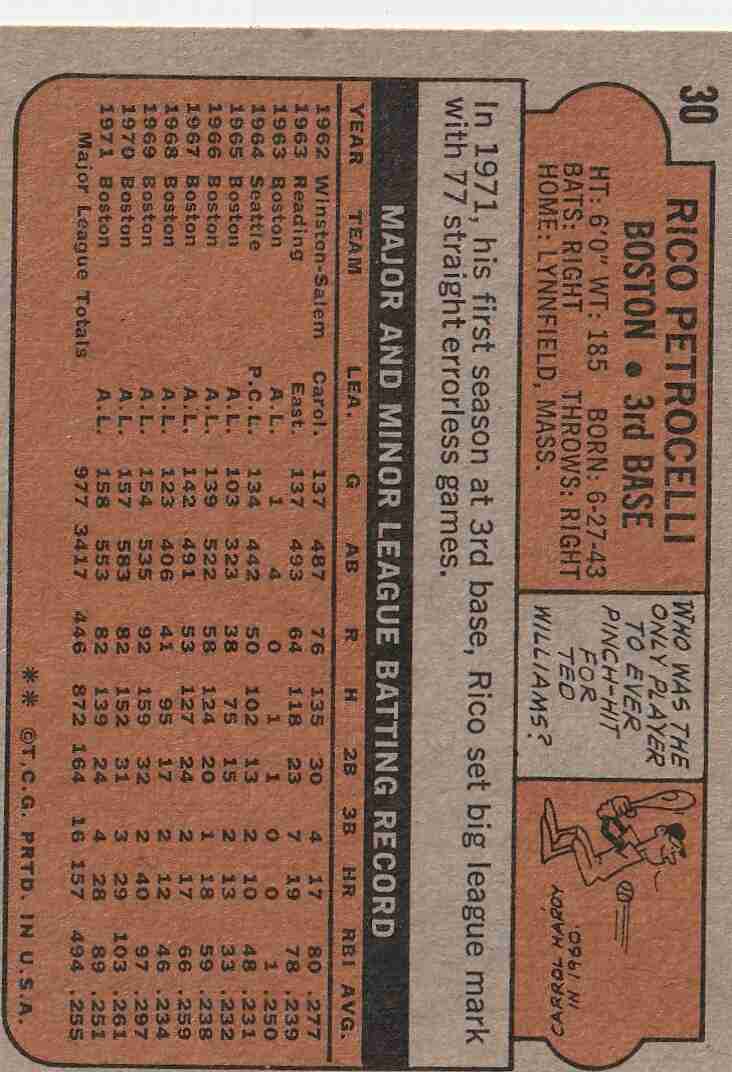 30
RICO PETROCELLI
BOSTON • 3rd BASE
HT: 6'0" WT: 185 BORN: 6-27-43
BATS: RIGHT THROWS: RIGHT
HOME: LYNNFIELD, MASS.
WHO WAS THE
ONLY PLAYER
TO EVER
PINCH-HIT
FOR
TED
WILLIAMS?
CARROL HARDY
IN 1960.
In 1971, his first season at 3rd base, Rico set big league mark
with 77 straight errorless games.
MAJOR AND MINOR LEAGUE BATTING RECORD
YEAR TEAM LEA. G AB R H 2B 3B HR RBI AVG.
1962 Winston-Salem Carol. 137 487 76 135 30 4 17 80 .277
1963 Reading East. 137 493 64 118 23 7 19 78 .239
1963 Boston A.L. 1 4 0 1 1 0 0 1 .250
1964 Seattle P.C.L. 134 442 50 102 13 2 10 48 .231
1965 Boston A.L. 103 323 38 75 15 2 13 33 .232
1966 Boston A.L. 139 522 58 124 20 1 18 59 .238
1967 Boston A.L. 142 491 53 127 24 2 17 66 .259
1968 Boston A.L. 123 406 41 95 17 2 12 46 .234
1969 Boston A.L. 154 535 92 159 32 2 40 97 .297
1970 Boston A.L. 157 583 82 152 31 3 29 103 .261
1971 Boston A.L. 158 553 82 139 24 4 28 89 .251
Major League Totals 977 3417 446 872 164 16 157 494 .255
** ©T.C.G. PRTD. IN U.S.A.